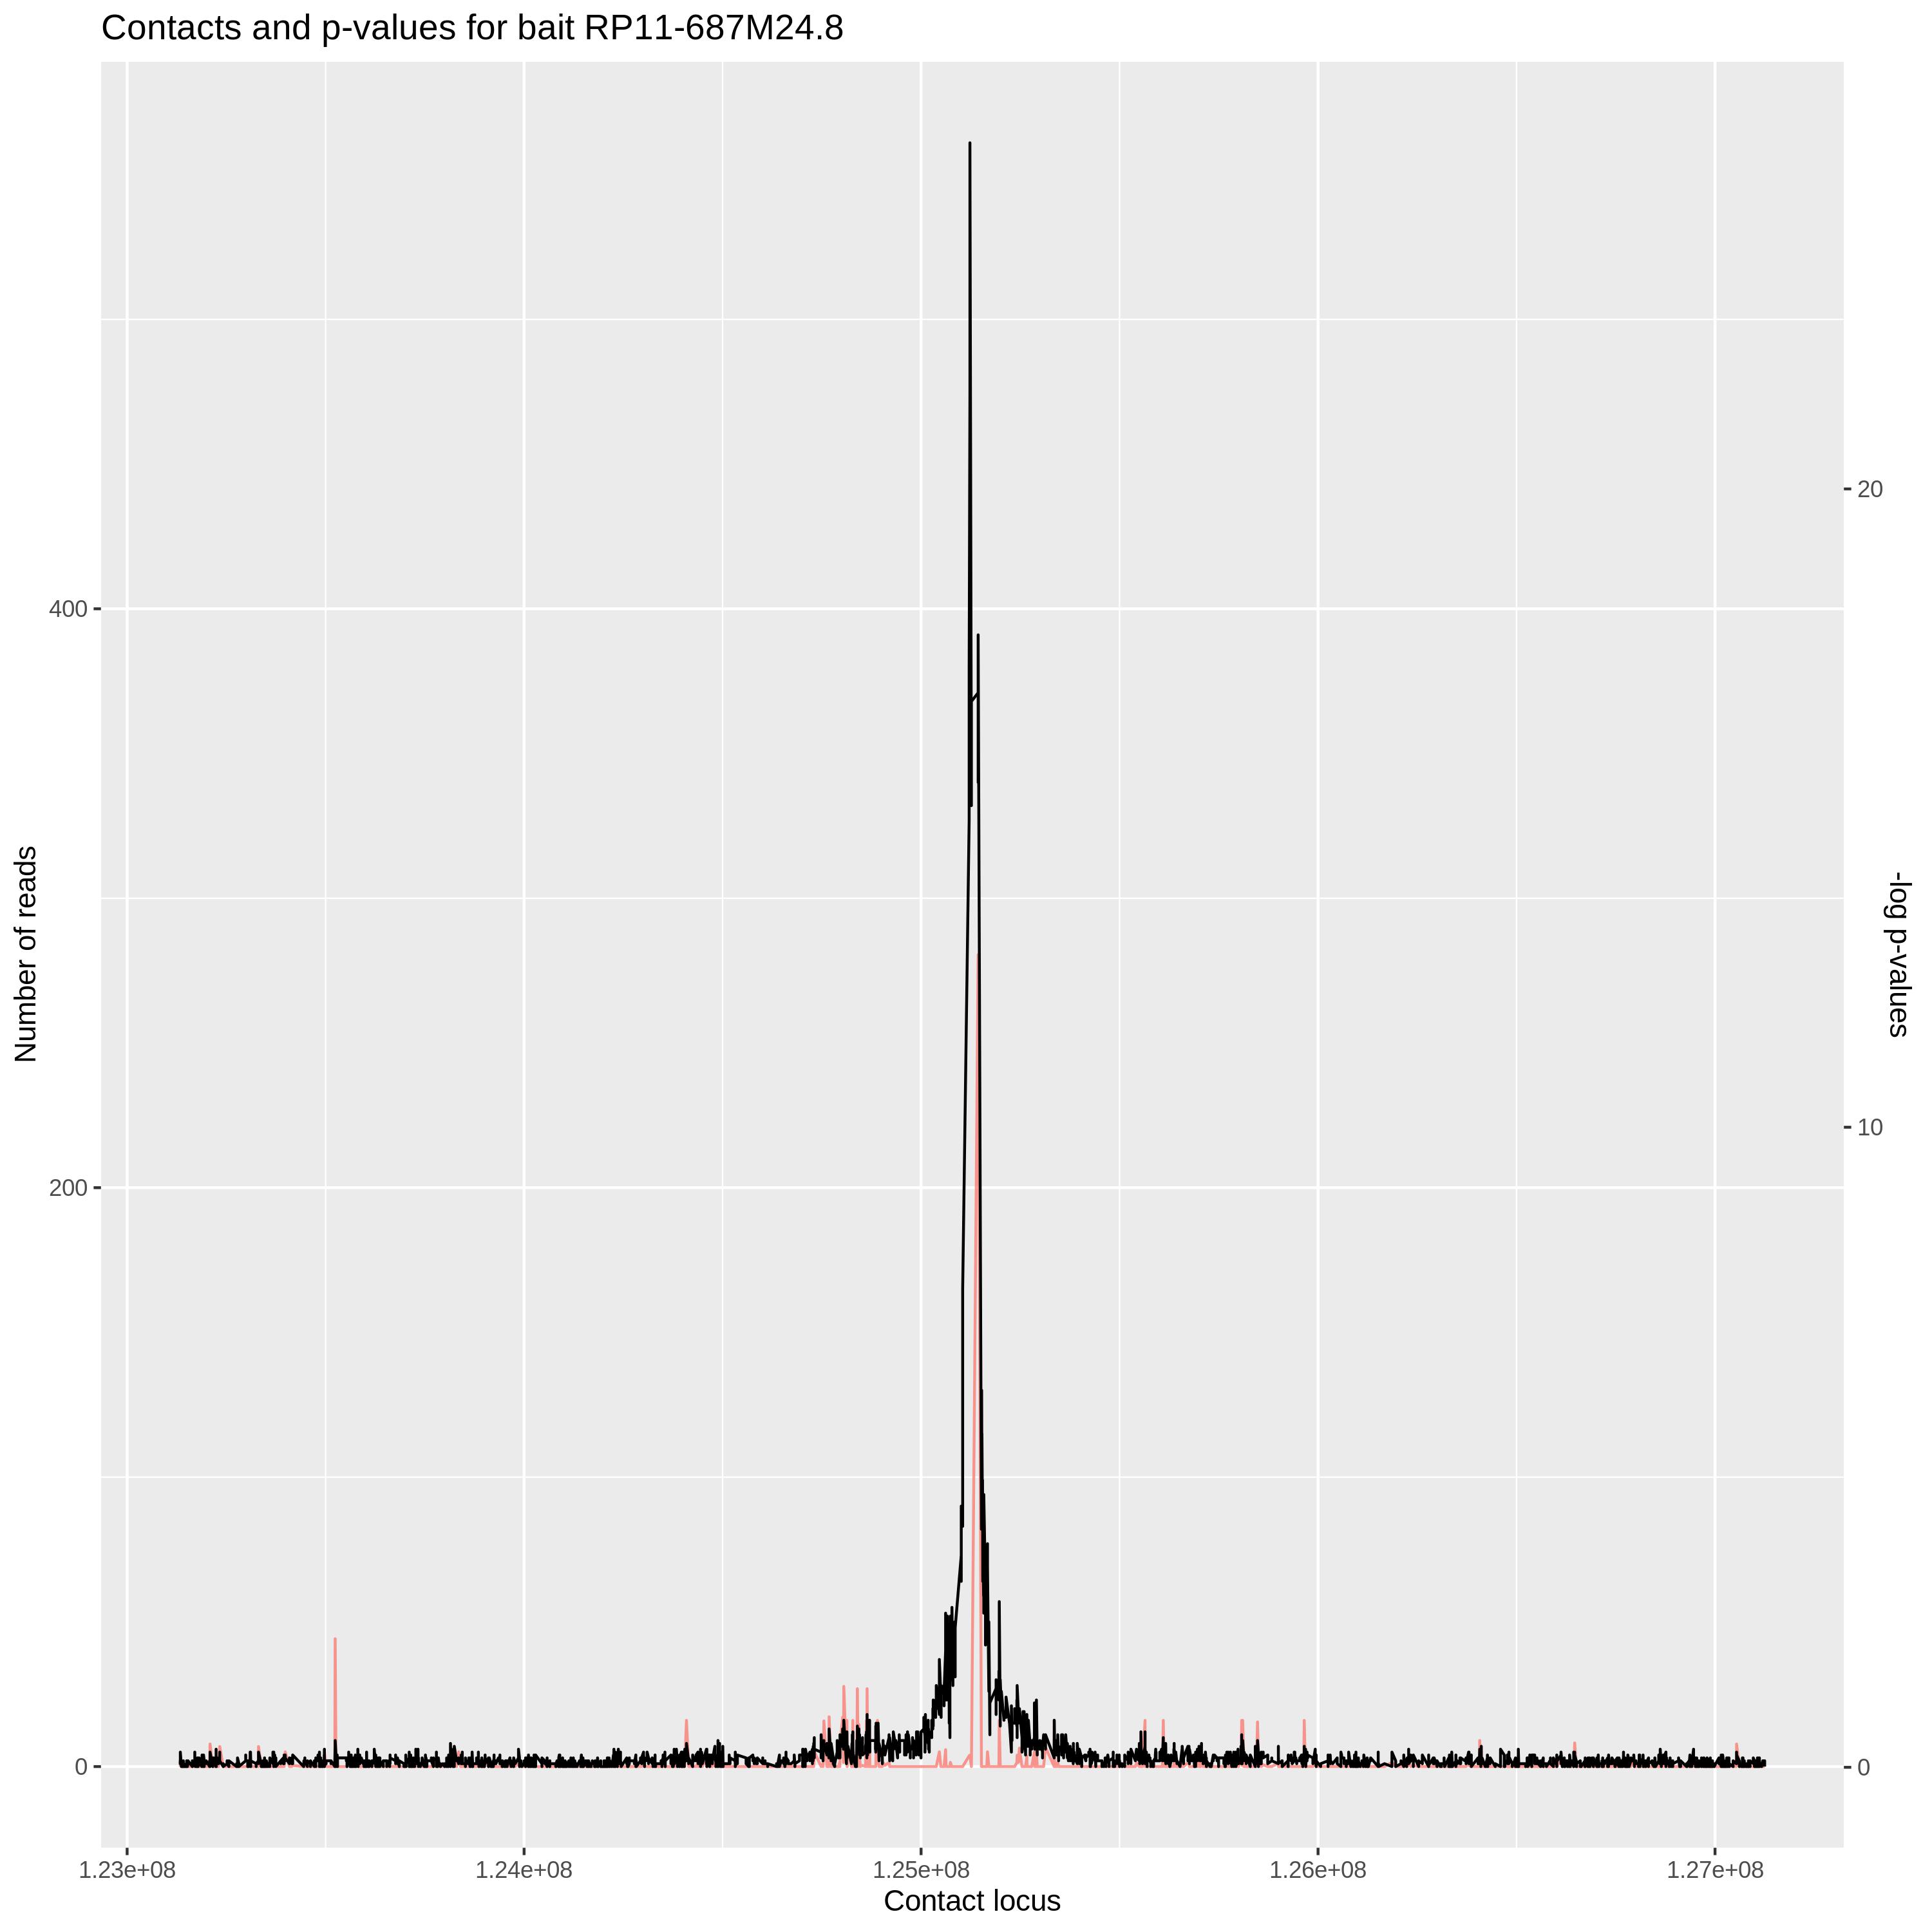 Contacts and p-values for bait RP11-687M24.8
Number of reads
400
200
0
20
10
0
-log p-values
1.23e+08
1.24e+08
1.25e+08
1.26e+08
1.27e+08
Contact locus